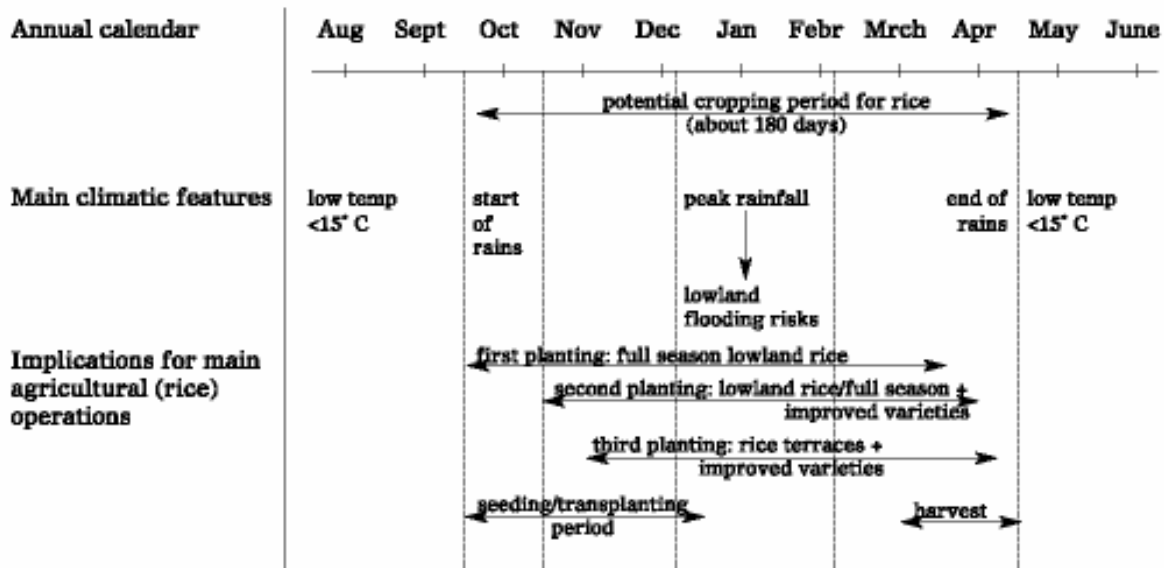 Annual calendar
Aug Sept Oct Nov Dec Jan Febr Mrch Apr May June
potential cropping period for rice
(about 180 days)
Main climatic features
low temp
<15° C
start
of
rains
peak rainfall
end of
rains
low temp
<15° C
lowland
flooding risks
Implications for main
agricultural (rice)
operations
first planting: full season lowland rice
second planting: lowland rice/full season +
improved varieties
third planting: rice terraces +
improved varieties
seeding/transplanting
period
harvest